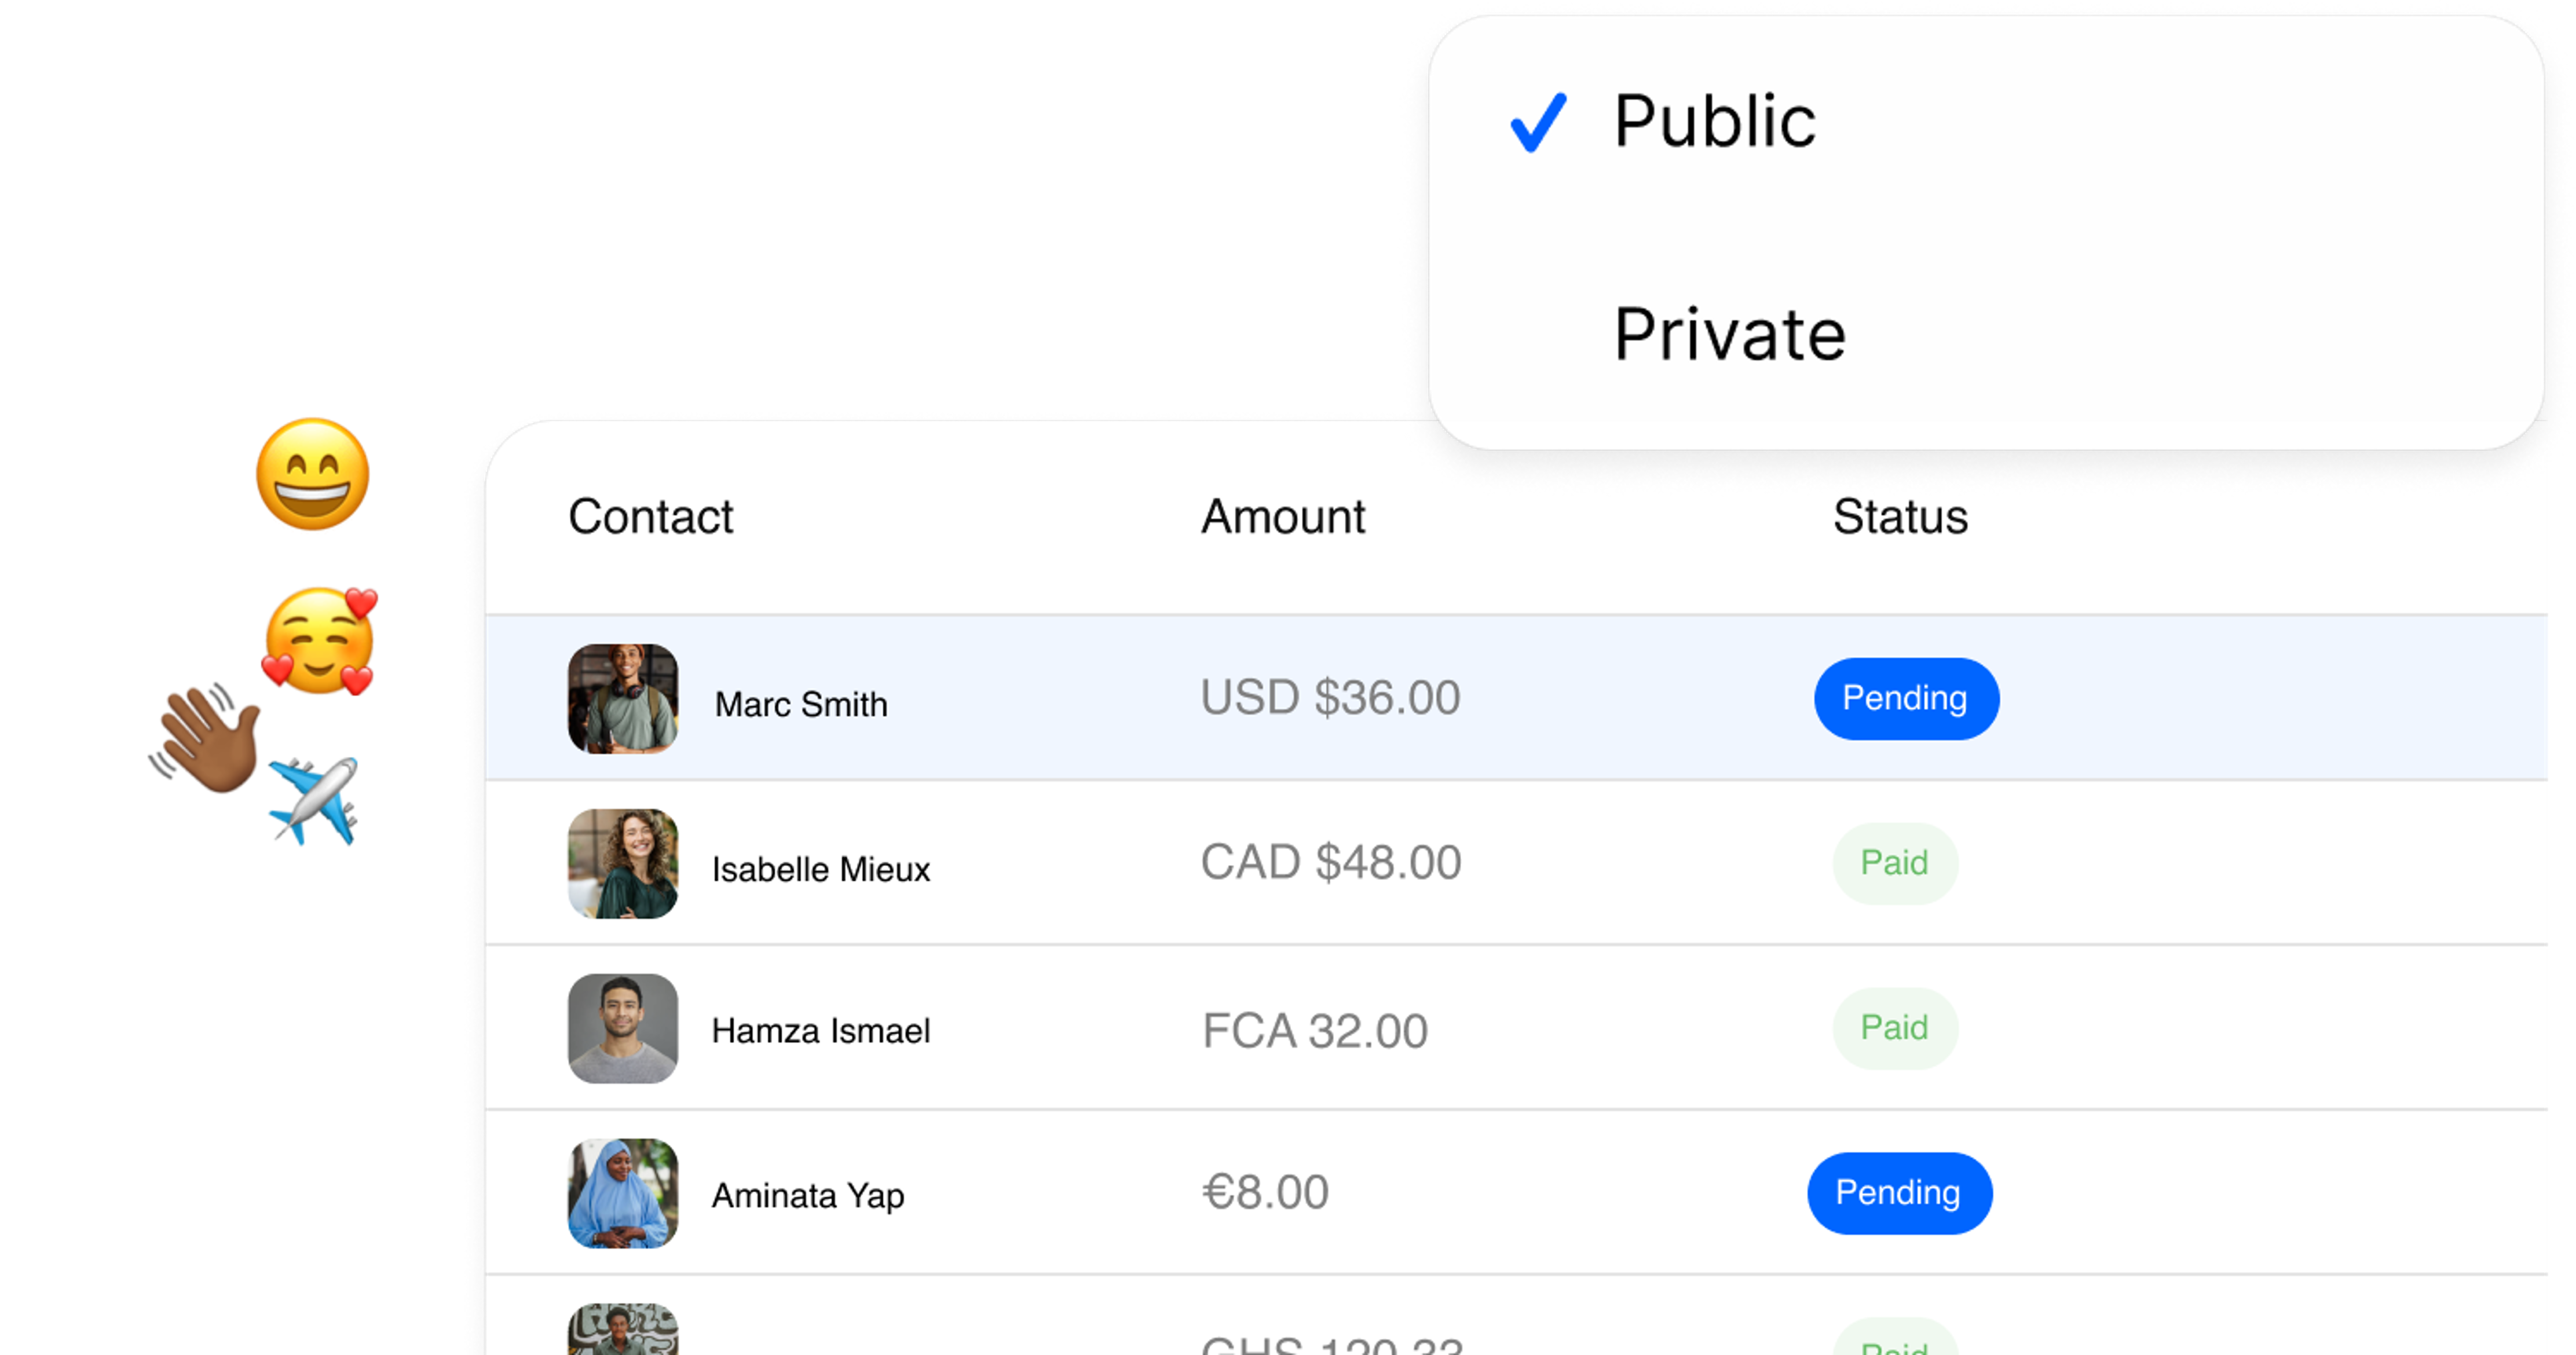 Public
Private
Contact Amount Status
Marc Smith USD $36.00 Pending
Isabelle Mieux CAD $48.00 Paid
Hamza Ismael FCA 32.00 Paid
Aminata Yap €8.00 Pending
GHS 120.33 Paid